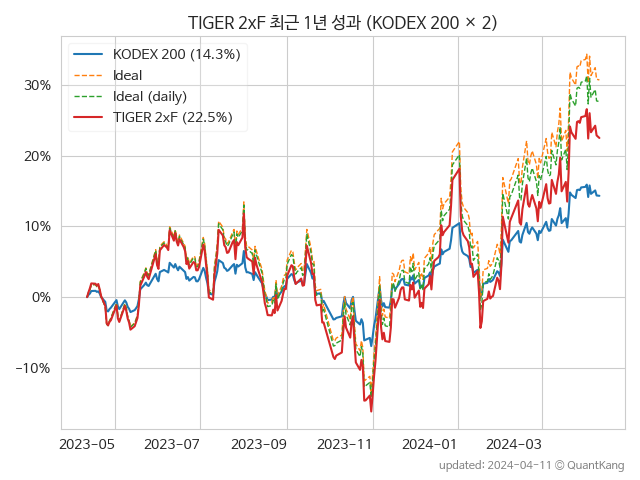 TIGER 2xF 최근 1년 성과 (KODEX 200 × 2)
KODEX 200 (14.3%)
Ideal
Ideal (daily)
TIGER 2xF (22.5%)
30%
20%
10%
0%
−10%
2023-05
2023-07
2023-09
2023-11
2024-01
2024-03
updated: 2024-04-11 © QuantKang